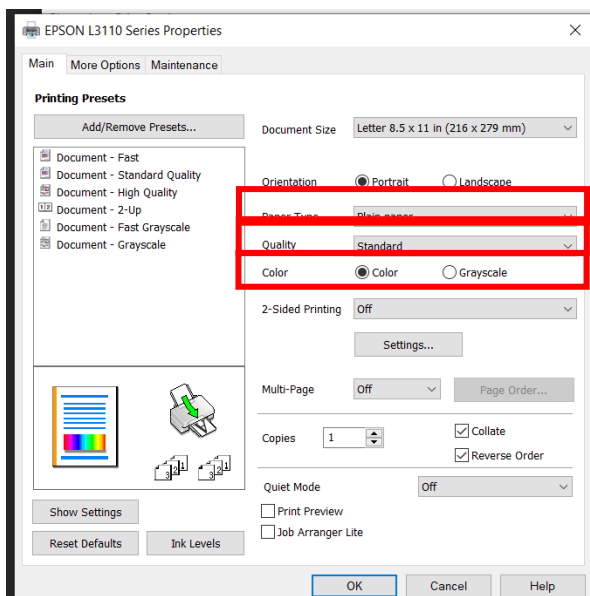 EPSON L3110 Series Properties
Main More Options Maintenance
Printing Presets
Add/Remove Presets...
Document - Fast
Document - Standard Quality
Document - High Quality
Document - 2-Up
Document - Fast Grayscale
Document - Grayscale
Document Size Letter 8.5 x 11 in (216 x 279 mm)
Orientation Portrait Landscape
Paper Type Plain paper
Quality Standard
Color Color Grayscale
2-Sided Printing Off
Settings...
Multi-Page Off Page Order...
Copies 1 Collate
Reverse Order
Quiet Mode Off
Print Preview
Job Arranger Lite
Show Settings
Reset Defaults Ink Levels
OK Cancel Help